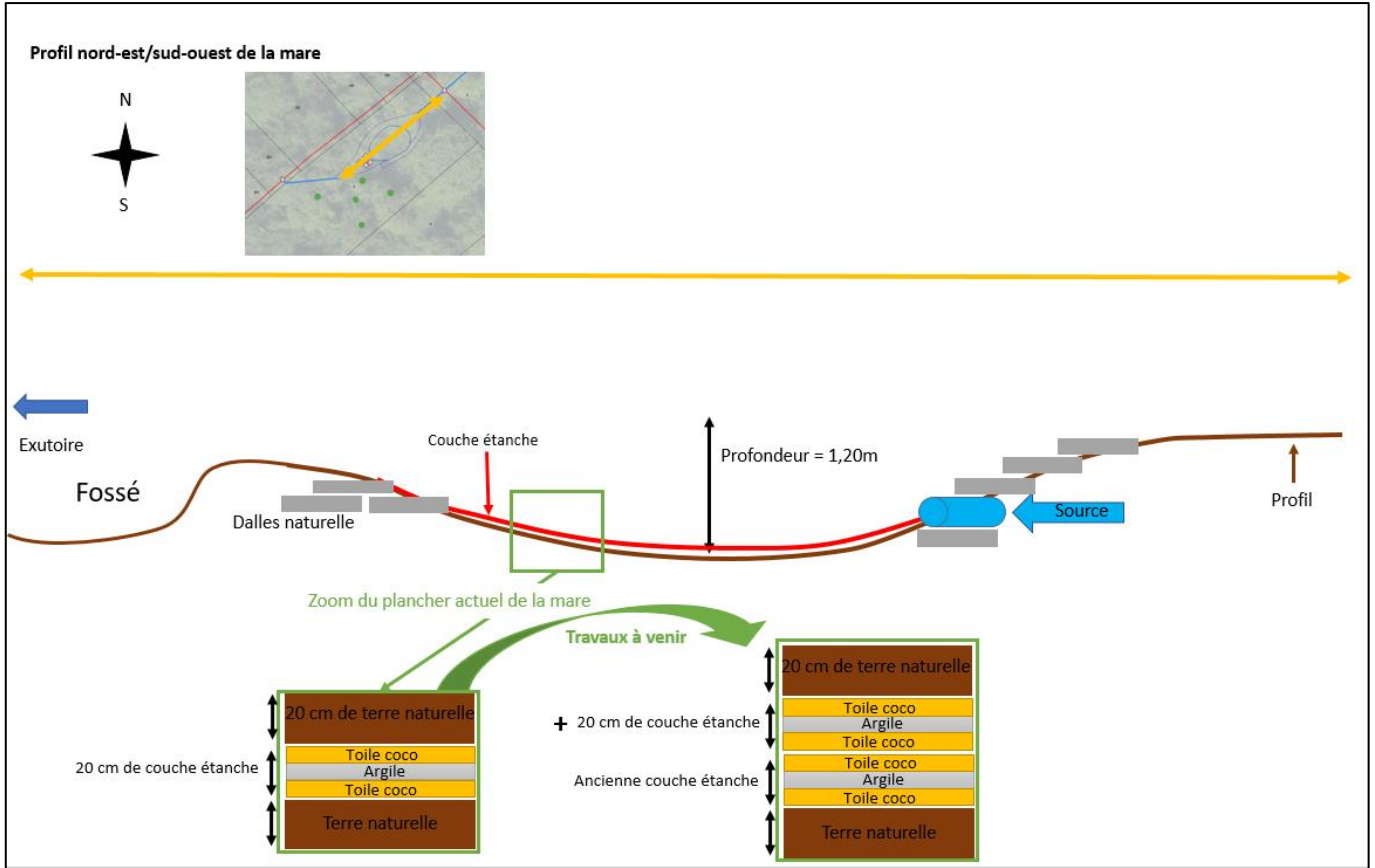 Profil nord-est/sud-ouest de la mare
N
S
Exutoire
Fossé
Couche étanche
Profondeur = 1,20m
Dalles naturelle
Source
Profil
Zoom du plancher actuel de la mare
Travaux à venir
20 cm de terre naturelle
20 cm de couche étanche
Toile coco
Argile
Toile coco
Terre naturelle
20 cm de terre naturelle
+ 20 cm de couche étanche
Toile coco
Argile
Toile coco
Ancienne couche étanche
Toile coco
Argile
Toile coco
Terre naturelle